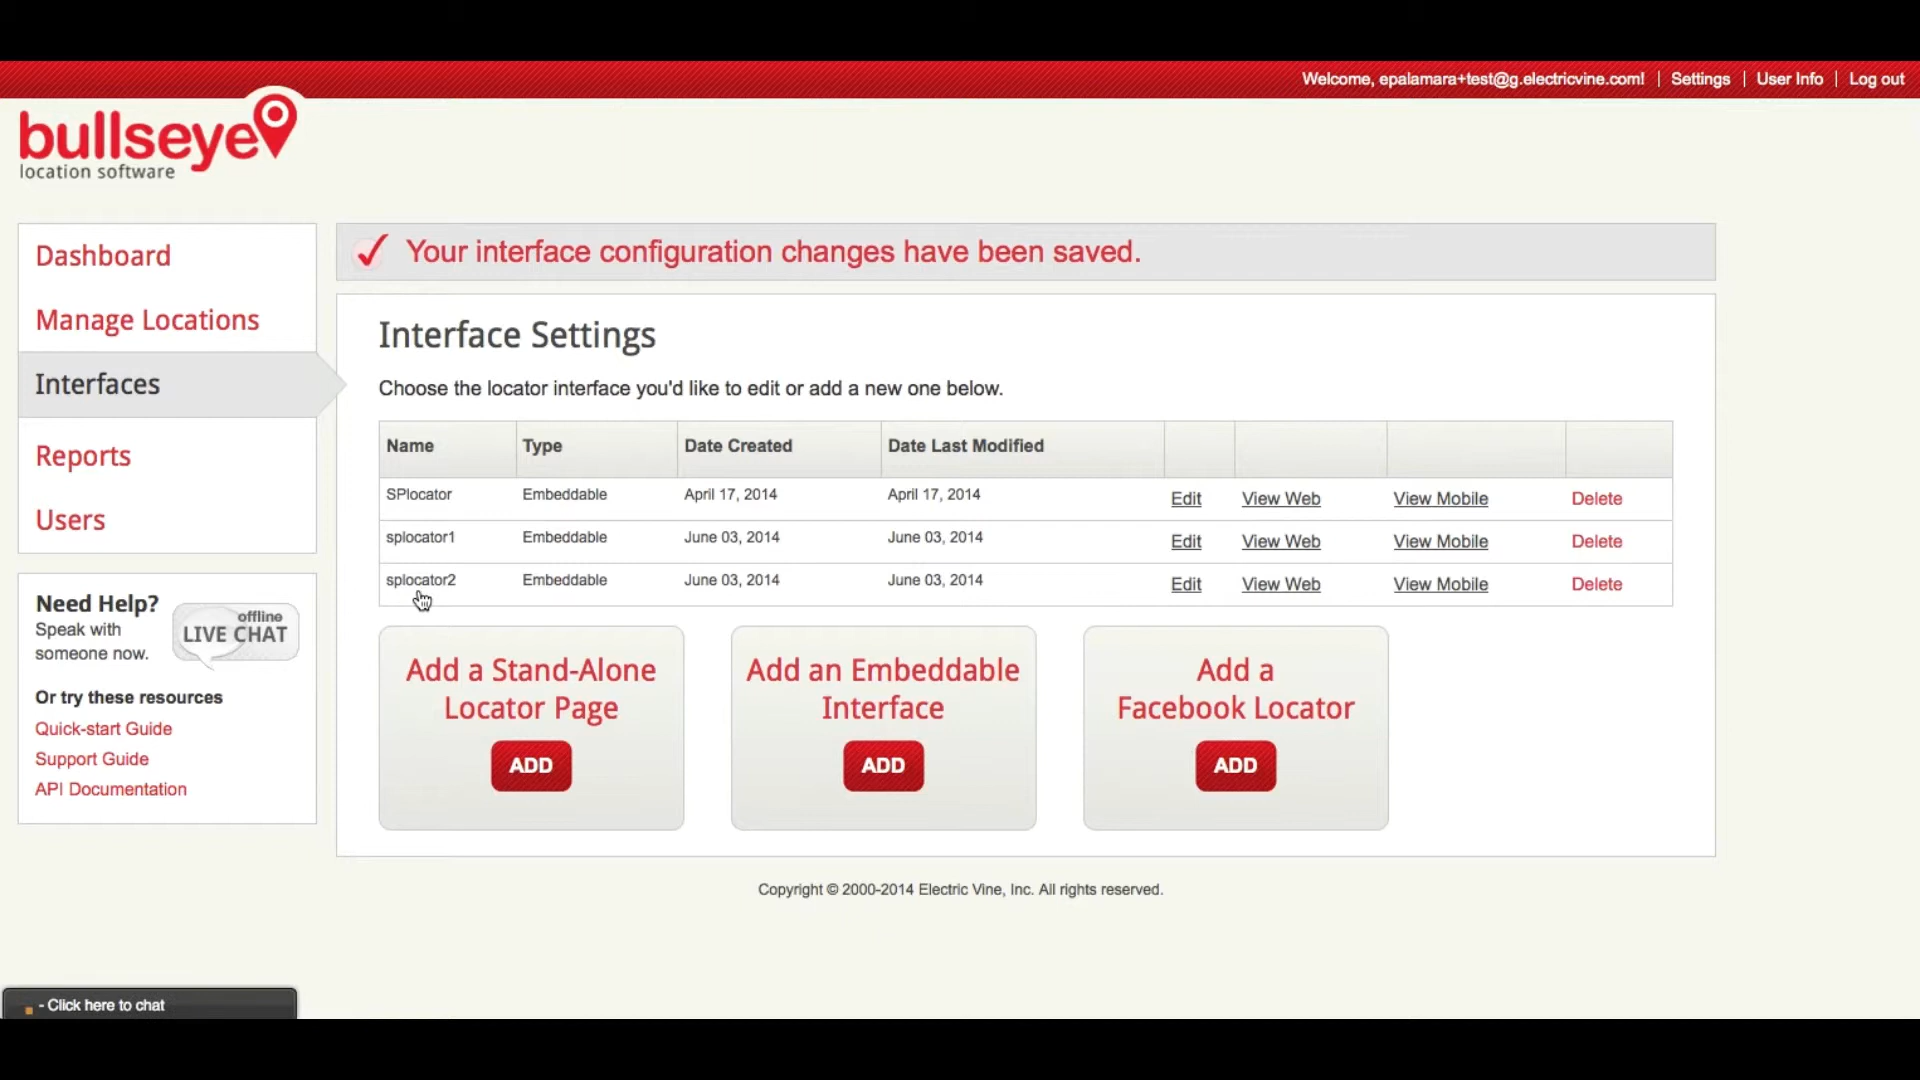 Welcome, epalamara+test@g.electricvine.com! | Settings | User Info | Log out
bullseye
location software
Dashboard
Manage Locations
Interfaces
Reports
Users
Need Help?
Speak with
someone now.
offline
LIVE CHAT
Or try these resources
Quick-start Guide
Support Guide
API Documentation
Your interface configuration changes have been saved.
Interface Settings
Choose the locator interface you'd like to edit or add a new one below.
Name Type Date Created Date Last Modified
SPlocator Embeddable April 17, 2014 April 17, 2014 Edit View Web View Mobile Delete
splocator1 Embeddable June 03, 2014 June 03, 2014 Edit View Web View Mobile Delete
splocator2 Embeddable June 03, 2014 June 03, 2014 Edit View Web View Mobile Delete
Add a Stand-Alone
Locator Page
ADD
Add an Embeddable
Interface
ADD
Add a
Facebook Locator
ADD
Copyright © 2000-2014 Electric Vine, Inc. All rights reserved.
- Click here to chat